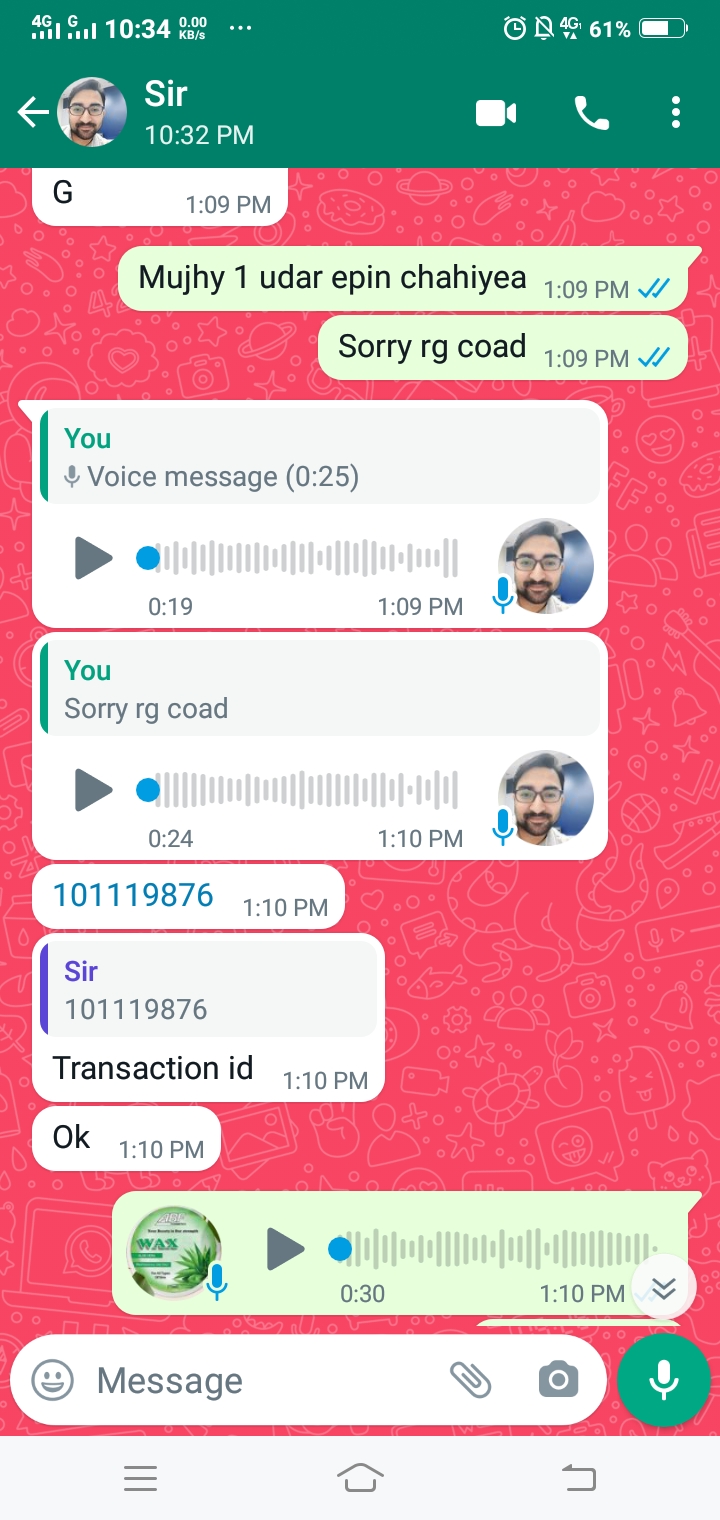 4G G 10:34 0.00 KB/s ... 4G 61%
Sir
10:32 PM
G 1:09 PM
Mujhy 1 udar epin chahiyea 1:09 PM
Sorry rg coad 1:09 PM
You
Voice message (0:25)
0:19 1:09 PM
You
Sorry rg coad
0:24 1:10 PM
101119876 1:10 PM
Sir
101119876
Transaction id 1:10 PM
Ok 1:10 PM
WAX
0:30 1:10 PM
Message